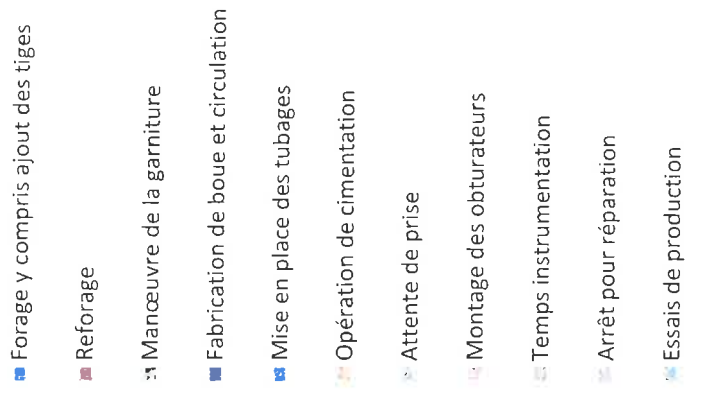 Forage y compris ajout des tiges
Reforage
Manœuvre de la garniture
Fabrication de boue et circulation
Mise en place des tubages
Opération de cimentation
Attente de prise
Montage des obturateurs
Temps instrumentation
Arrêt pour réparation
Essais de production